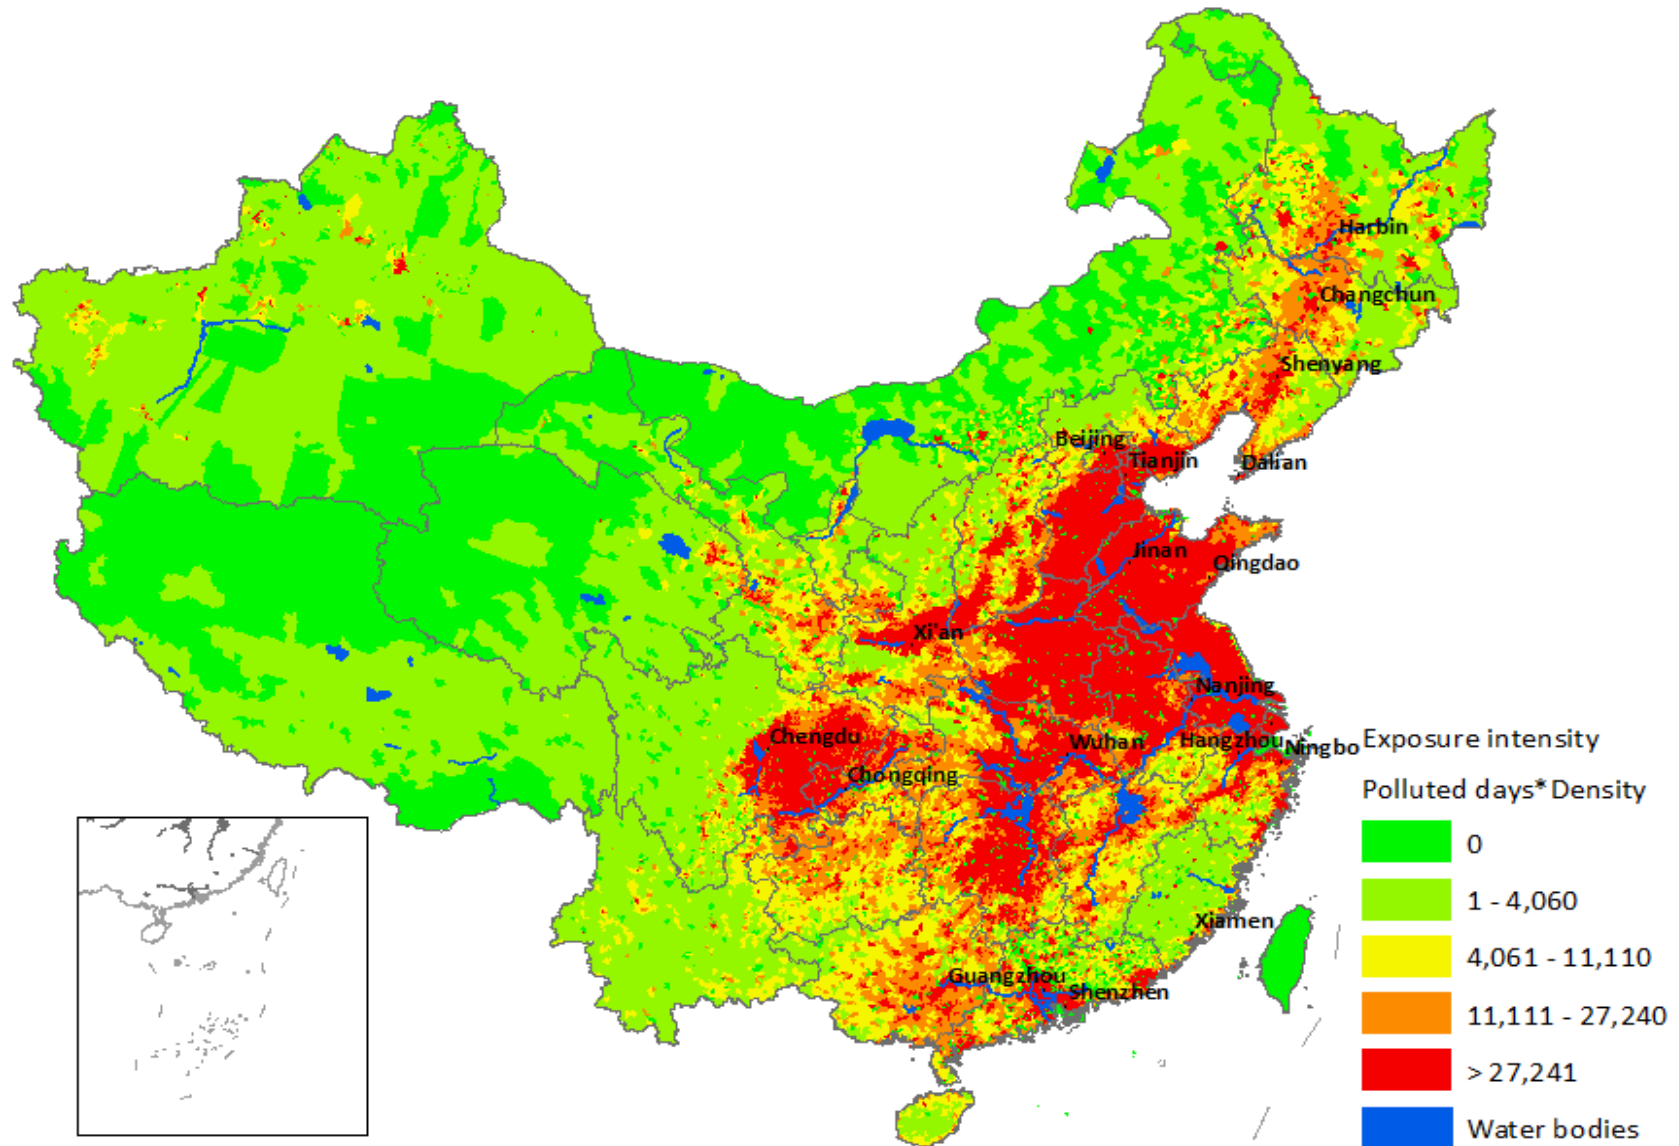 Harbin
Changchun
Shenyang
Beijing
Tianjin
Dalian
Jinan
Qingdao
Xi'an
Nanjing
Chengdu
Wuhan
Hangzhou
Ningbo
Chongqing
Xiamen
Guangzhou
Shenzhen
Exposure intensity
Polluted days*Density
0
1 - 4,060
4,061 - 11,110
11,111 - 27,240
> 27,241
Water bodies